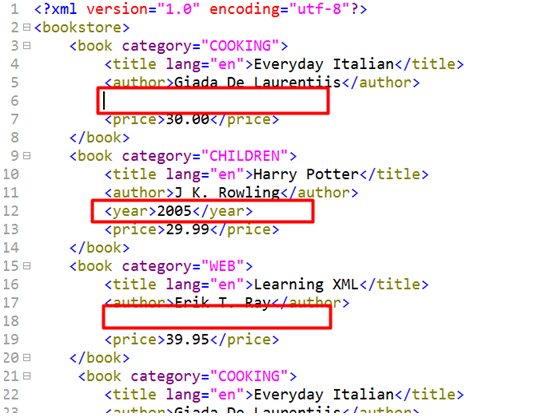 1 <?xml version="1.0" encoding="utf-8"?>
2 <bookstore>
3 <book category="COOKING">
4 <title lang="en">Everyday Italian</title>
5 <author>Giada De Laurentiis</author>
6
7 <price>30.00</price>
8 </book>
9 <book category="CHILDREN">
10 <title lang="en">Harry Potter</title>
11 <author>J K. Rowling</author>
12 <year>2005</year>
13 <price>29.99</price>
14 </book>
15 <book category="WEB">
16 <title lang="en">Learning XML</title>
17 <author>Erik T. Ray</author>
18
19 <price>39.95</price>
20 </book>
21 <book category="COOKING">
22 <title lang="en">Everyday Italian</title>
23 <author>Giada De Laurentiis</author>